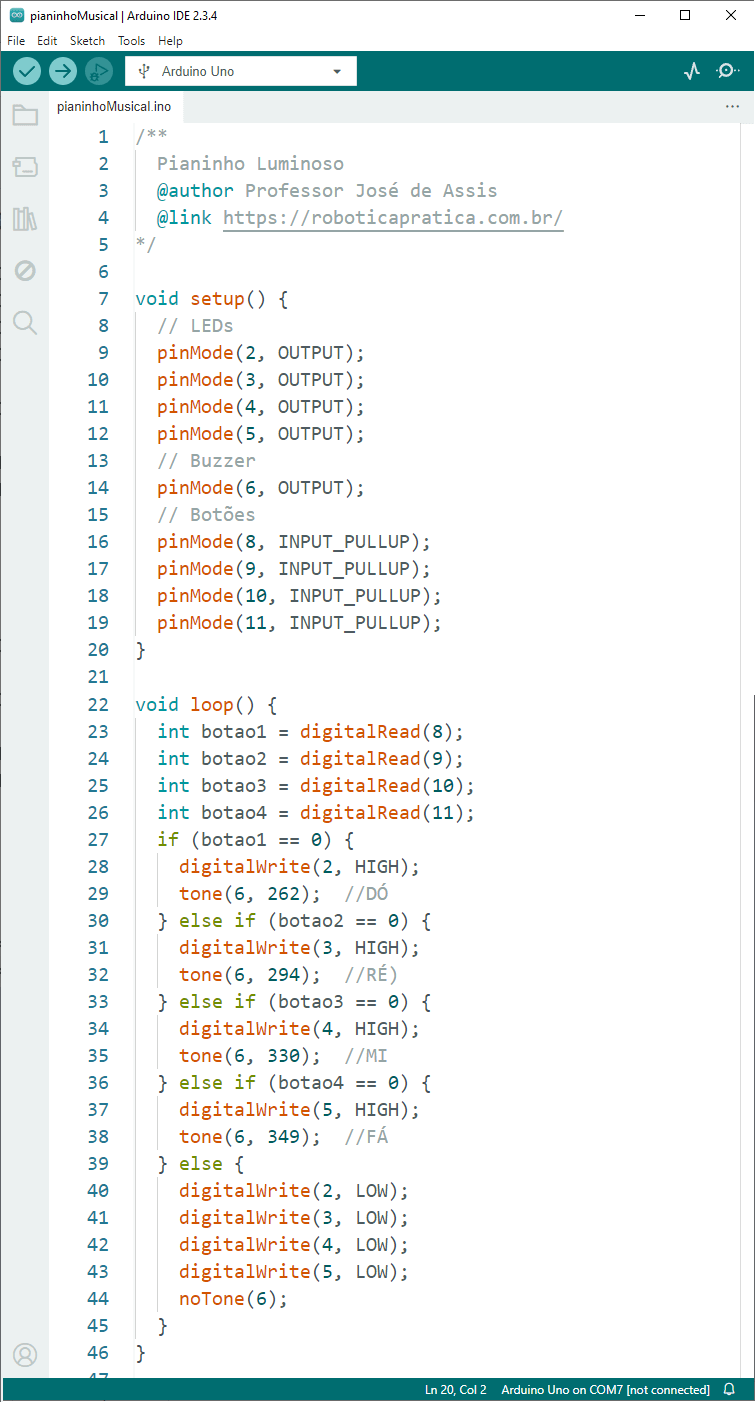 pianinhoMusical | Arduino IDE 2.3.4
File Edit Sketch Tools Help
Arduino Uno
pianinhoMusical.ino
1 /**
2   Pianinho Luminoso
3   @author Professor José de Assis
4   @link https://roboticapratica.com.br/
5 */
6
7 void setup() {
8   // LEDs
9   pinMode(2, OUTPUT);
10   pinMode(3, OUTPUT);
11   pinMode(4, OUTPUT);
12   pinMode(5, OUTPUT);
13   // Buzzer
14   pinMode(6, OUTPUT);
15   // Botões
16   pinMode(8, INPUT_PULLUP);
17   pinMode(9, INPUT_PULLUP);
18   pinMode(10, INPUT_PULLUP);
19   pinMode(11, INPUT_PULLUP);
20 }
21
22 void loop() {
23   int botao1 = digitalRead(8);
24   int botao2 = digitalRead(9);
25   int botao3 = digitalRead(10);
26   int botao4 = digitalRead(11);
27   if (botao1 == 0) {
28     digitalWrite(2, HIGH);
29     tone(6, 262);  //DÓ
30   } else if (botao2 == 0) {
31     digitalWrite(3, HIGH);
32     tone(6, 294);  //RÉ)
33   } else if (botao3 == 0) {
34     digitalWrite(4, HIGH);
35     tone(6, 330);  //MI
36   } else if (botao4 == 0) {
37     digitalWrite(5, HIGH);
38     tone(6, 349);  //FÁ
39   } else {
40     digitalWrite(2, LOW);
41     digitalWrite(3, LOW);
42     digitalWrite(4, LOW);
43     digitalWrite(5, LOW);
44     noTone(6);
45   }
46 }
47
Ln 20, Col 2 Arduino Uno on COM7 [not connected]